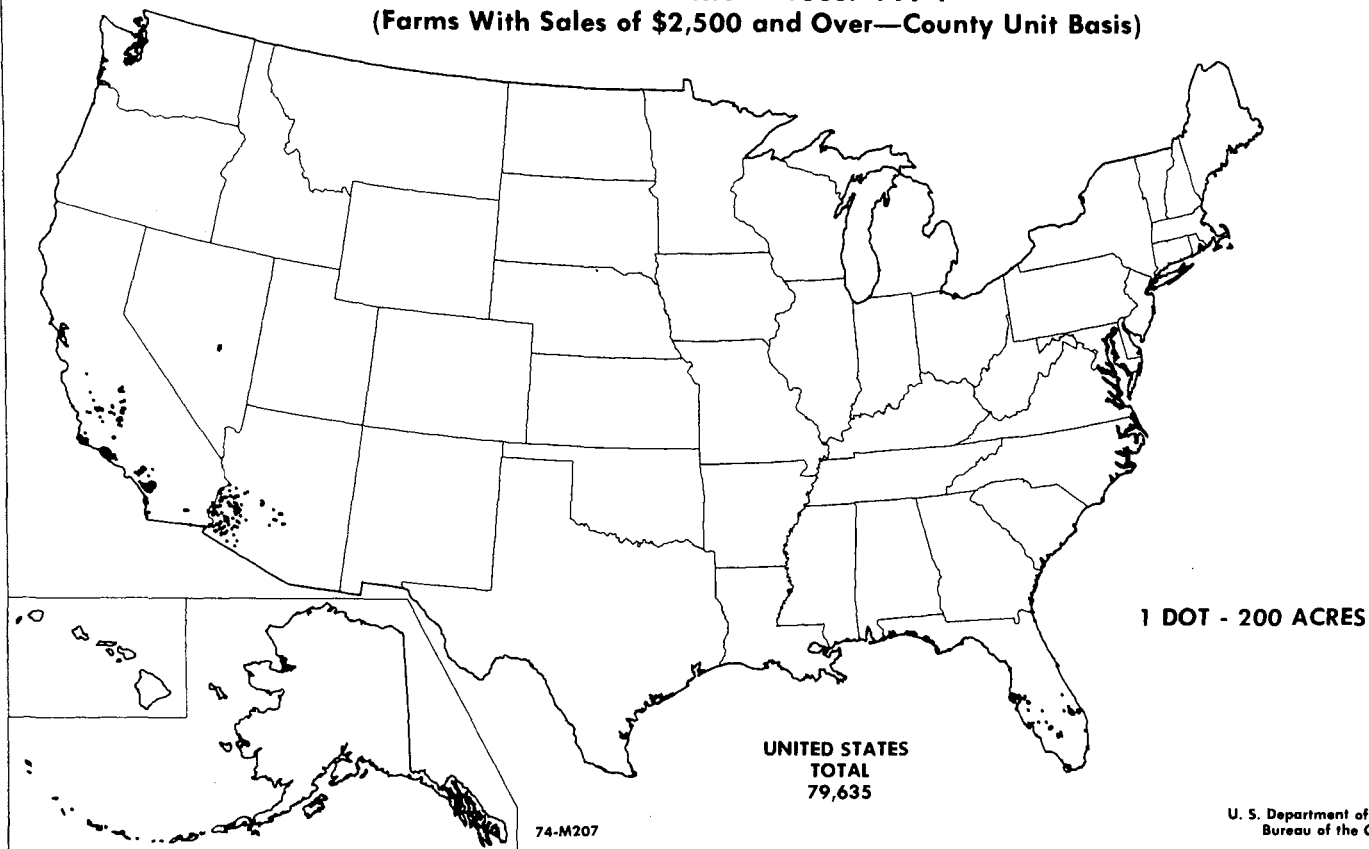 (Farms With Sales of $2,500 and Over—County Unit Basis)
1 DOT - 200 ACRES
UNITED STATES
TOTAL
79,635
74-M207
U. S. Department of
Bureau of the